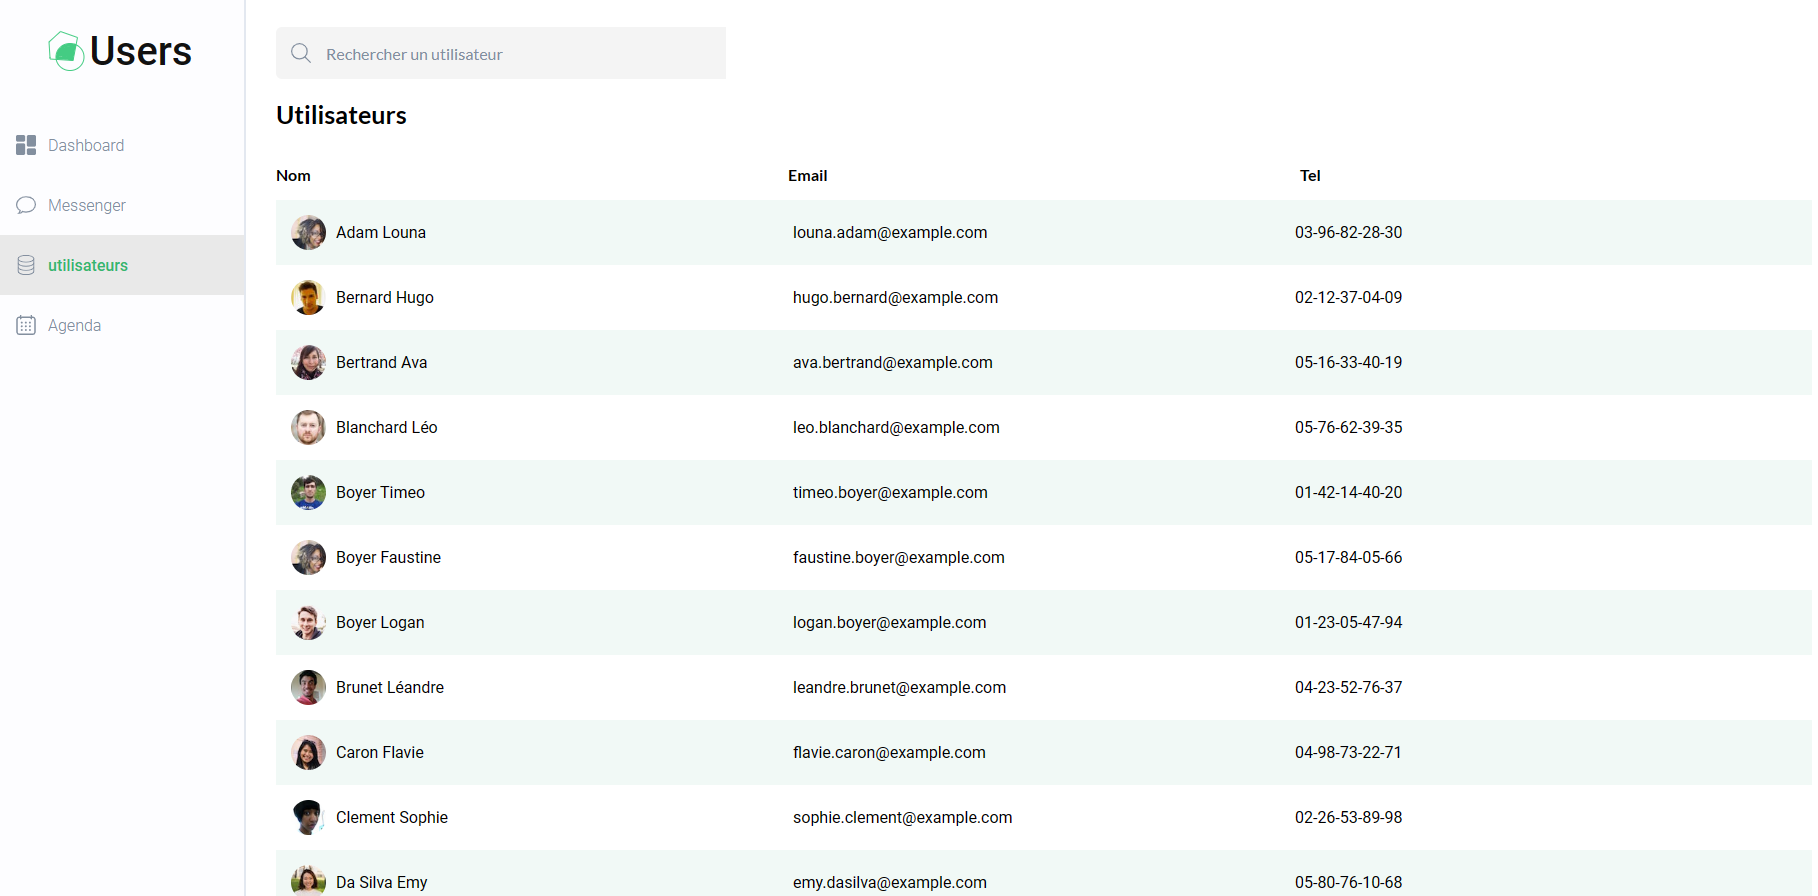 Users
Dashboard
Messenger
utilisateurs
Agenda
Rechercher un utilisateur
Utilisateurs
Nom Email Tel
Adam Louna louna.adam@example.com 03-96-82-28-30
Bernard Hugo hugo.bernard@example.com 02-12-37-04-09
Bertrand Ava ava.bertrand@example.com 05-16-33-40-19
Blanchard Léo leo.blanchard@example.com 05-76-62-39-35
Boyer Timeo timeo.boyer@example.com 01-42-14-40-20
Boyer Faustine faustine.boyer@example.com 05-17-84-05-66
Boyer Logan logan.boyer@example.com 01-23-05-47-94
Brunet Léandre leandre.brunet@example.com 04-23-52-76-37
Caron Flavie flavie.caron@example.com 04-98-73-22-71
Clement Sophie sophie.clement@example.com 02-26-53-89-98
Da Silva Emy emy.dasilva@example.com 05-80-76-10-68